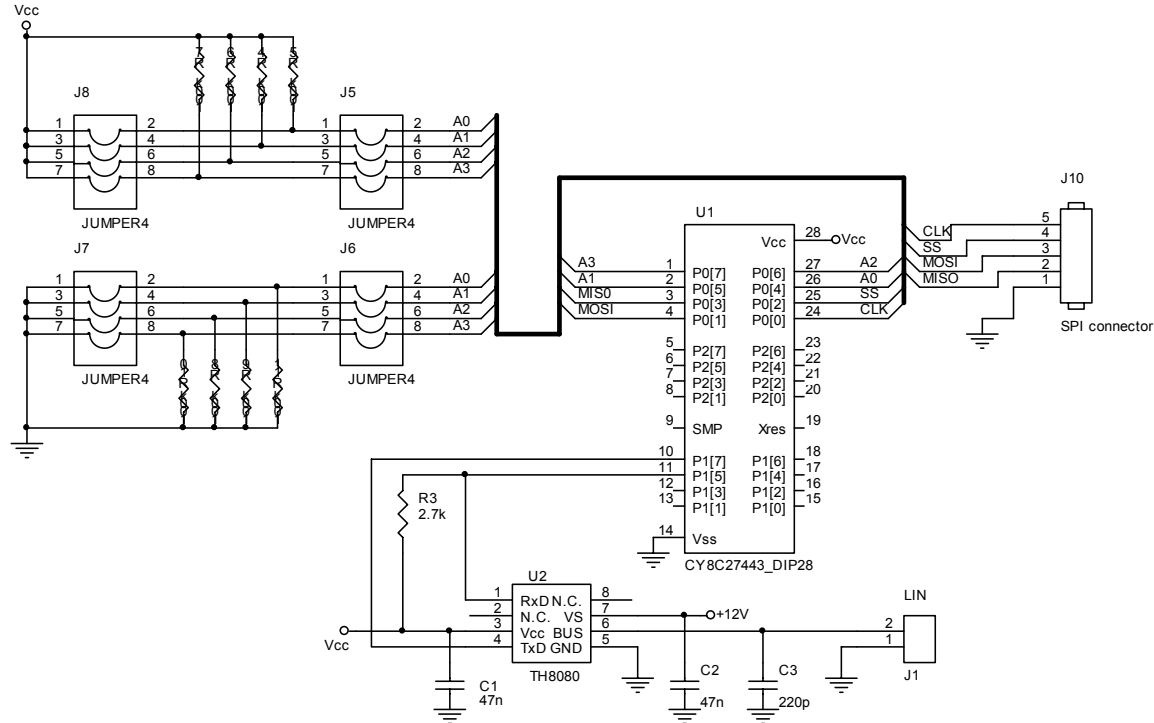 Vcc
J8
J5
1 2
3 4
5 6
7 8
JUMPER4
1 2 A0
3 4 A1
5 6 A2
7 8 A3
JUMPER4
J7
J6
1 2
3 4
5 6
7 8
JUMPER4
1 2 A0
3 4 A1
5 6 A2
7 8 A3
JUMPER4
U1
Vcc 28 Vcc
A3 1 P0[7] P0[6] 27 A2
A1 2 P0[5] P0[4] 26 A0
MIS0 3 P0[3] P0[2] 25 SS
MOSI 4 P0[1] P0[0] 24 CLK
5 P2[7] P2[6] 23
6 P2[5] P2[4] 22
7 P2[3] P2[2] 21
8 P2[1] P2[0] 20
9 SMP Xres 19
10 P1[7] P1[6] 18
11 P1[5] P1[4] 17
12 P1[3] P1[2] 16
13 P1[1] P1[0] 15
14 Vss
CY8C27443_DIP28
J10
CLK 5
SS 4
MOSI 3
MISO 2
1
SPI connector
R3
2.7k
U2
1 RxD N.C. 8
2 N.C. VS 7 +12V
Vcc 3 Vcc BUS 6
4 TxD GND 5
TH8080
C1
47n
C2
47n
C3
220p
LIN
2
1
J1